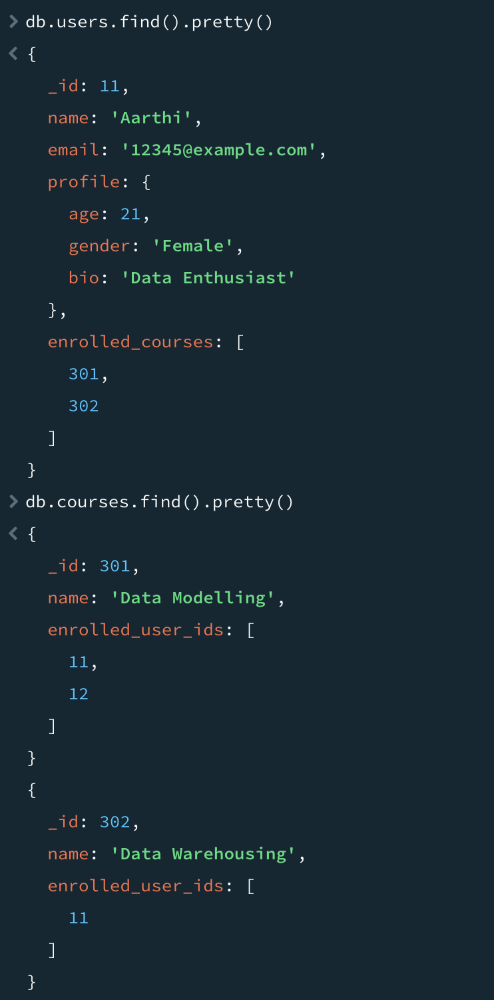 > db.users.find().pretty()
< {
_id: 11,
name: 'Aarthi',
email: '12345@example.com',
profile: {
age: 21,
gender: 'Female',
bio: 'Data Enthusiast'
},
enrolled_courses: [
301,
302
]
}
> db.courses.find().pretty()
< {
_id: 301,
name: 'Data Modelling',
enrolled_user_ids: [
11,
12
]
}
{
_id: 302,
name: 'Data Warehousing',
enrolled_user_ids: [
11
]
}